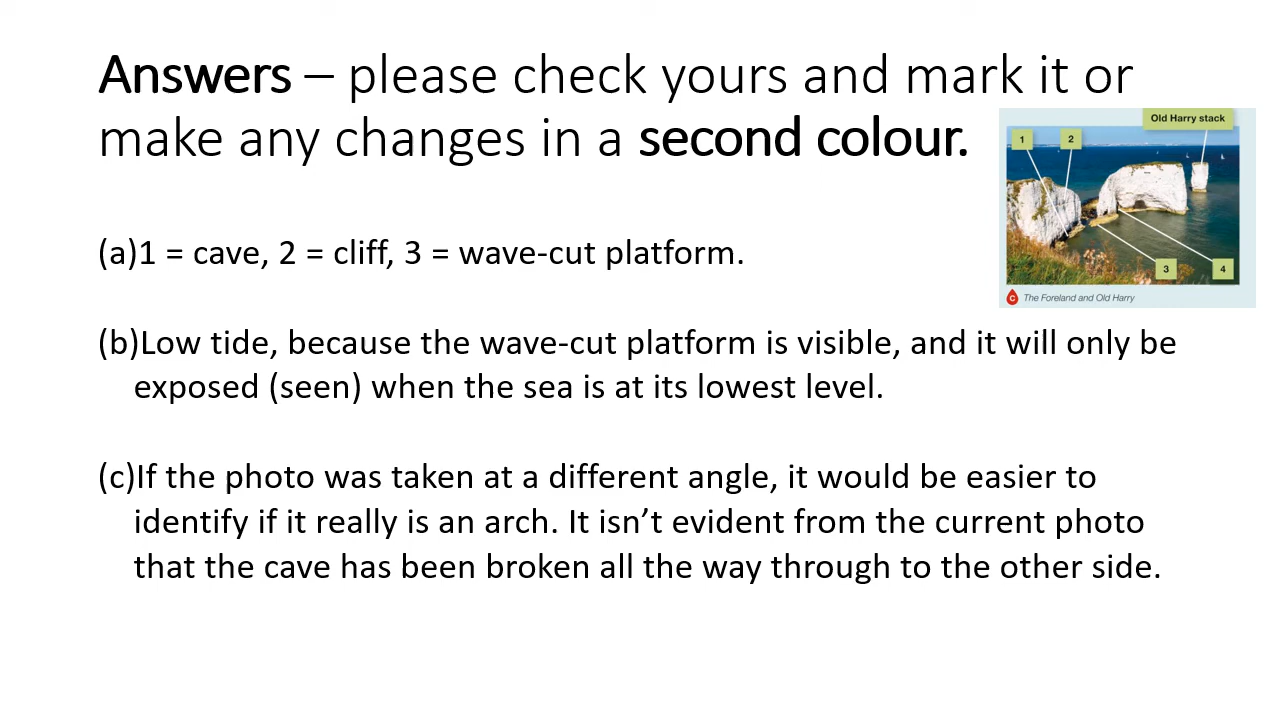 Answers – please check yours and mark it or
make any changes in a second colour.
Old Harry stack
1
2
3
4
C
The Foreland and Old Harry
(a)1 = cave, 2 = cliff, 3 = wave-cut platform.
(b)Low tide, because the wave-cut platform is visible, and it will only be
exposed (seen) when the sea is at its lowest level.
(c)If the photo was taken at a different angle, it would be easier to
identify if it really is an arch. It isn’t evident from the current photo
that the cave has been broken all the way through to the other side.